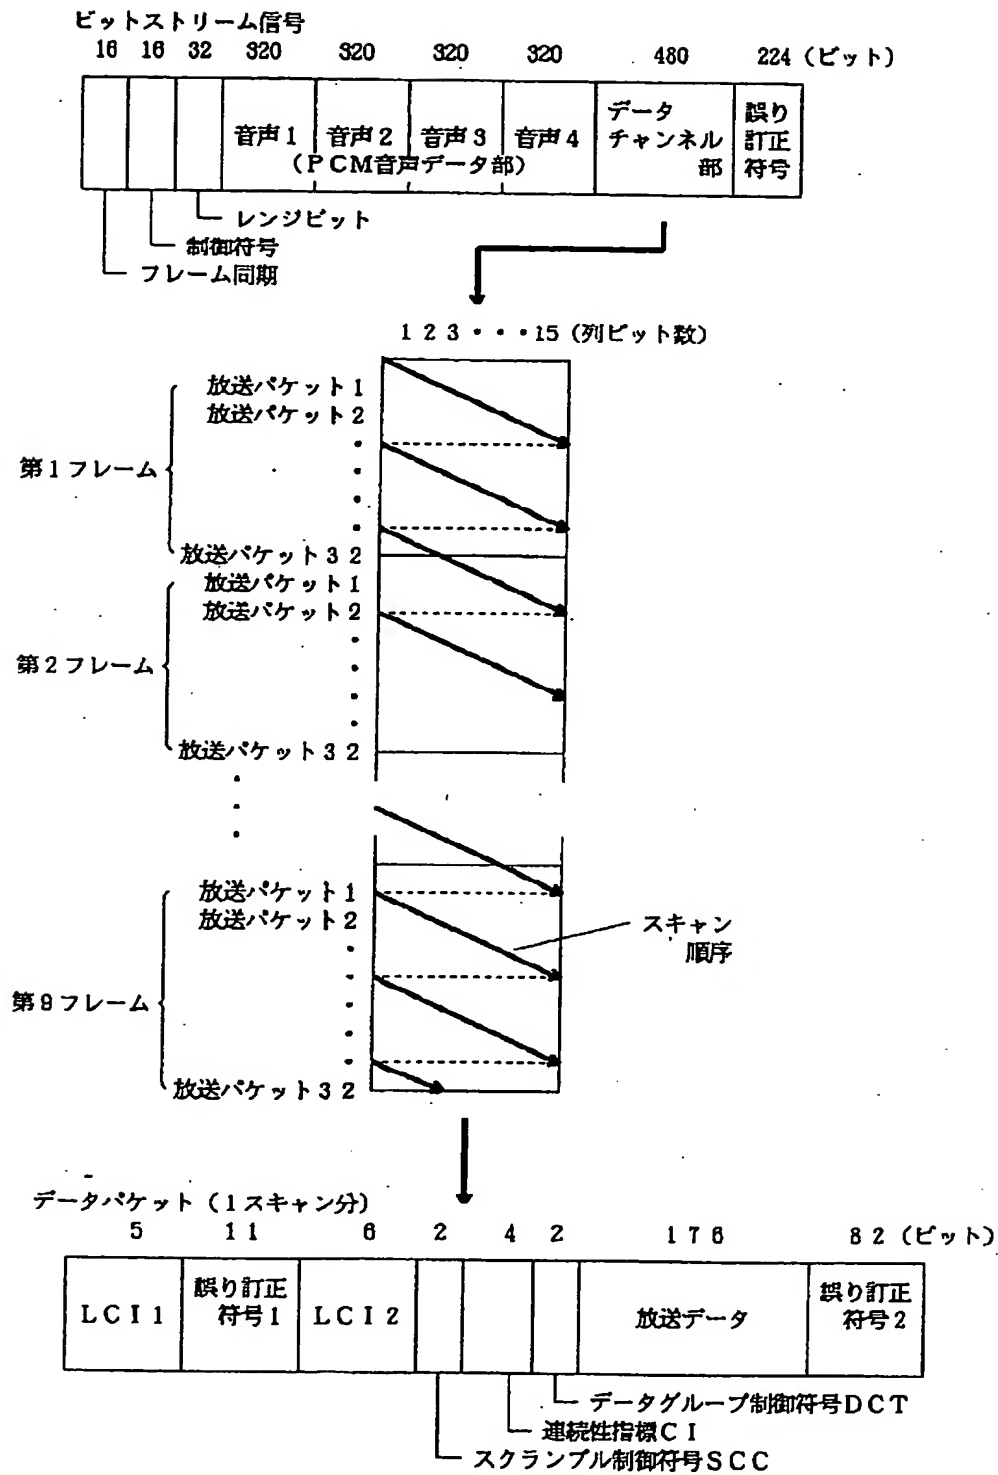 ビットストリーム信号
16 16 32 320 320 320 320 480 224 (ビット)
音声1 音声2 音声3 音声4
(PCM音声データ部)
データ
チャンネル
部
誤り
訂正
符号
レンジビット
制御符号
フレーム同期
1 2 3 ・・・15 (列ビット数)
放送パケット1
放送パケット2
第1フレーム
放送パケット32
放送パケット1
放送パケット2
第2フレーム
放送パケット32
放送パケット1
放送パケット2
スキャン
順序
第9フレーム
放送パケット32
データパケット(1スキャン分)
5 11 6 2 4 2 176 82 (ビット)
LCI1
誤り訂正
符号1
LCI2
放送データ
誤り訂正
符号2
データグループ制御符号DCT
連続性指標CI
スクランブル制御符号SCC